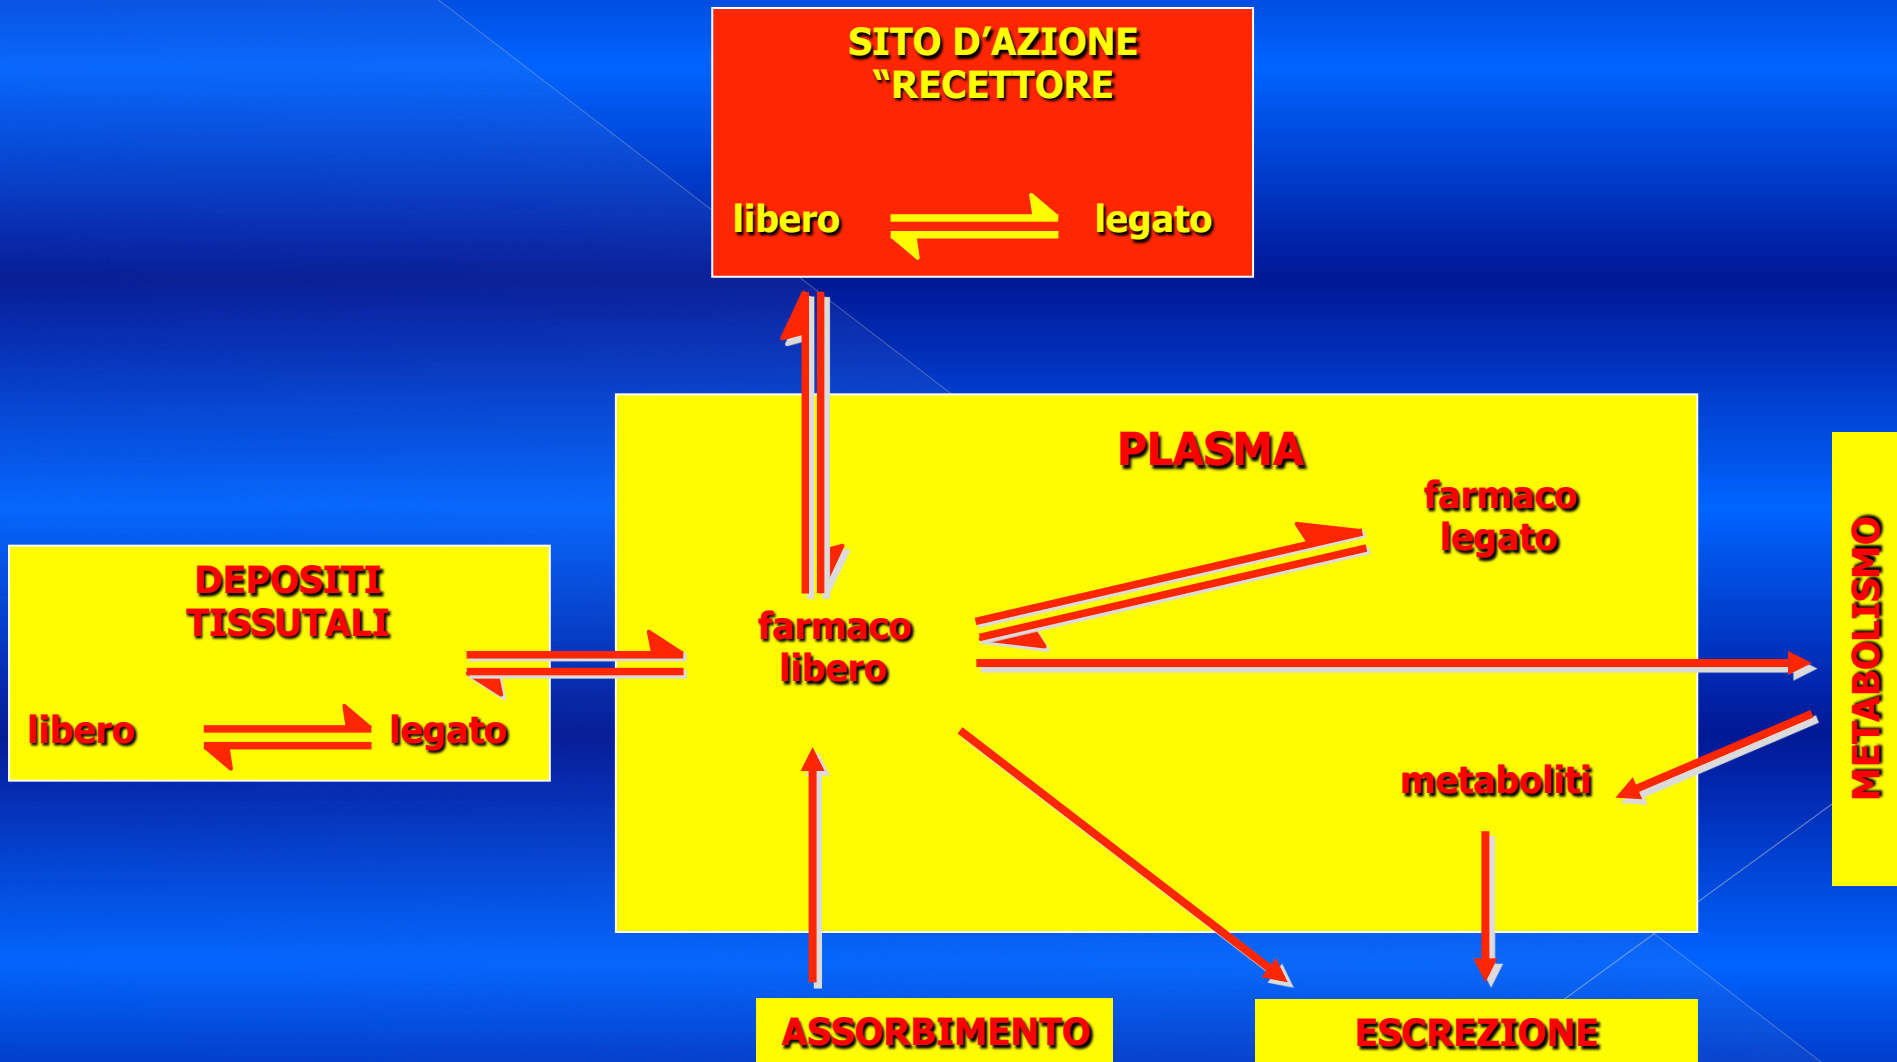 SITO D’AZIONE
“RECETTORE
libero legato
PLASMA
farmaco
legato
DEPOSITI
TISSUTALI
farmaco
libero
libero legato
metaboliti
METABOLISMO
ASSORBIMENTO
ESCREZIONE